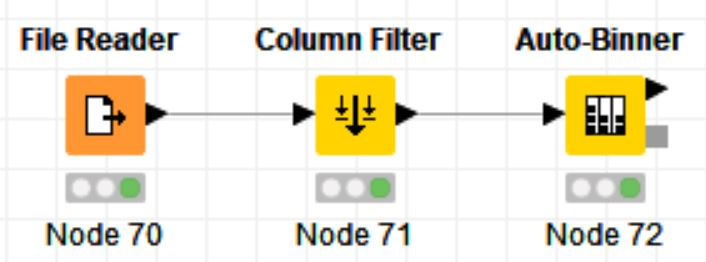 File Reader Column Filter Auto-Binner
Node 70 Node 71 Node 72